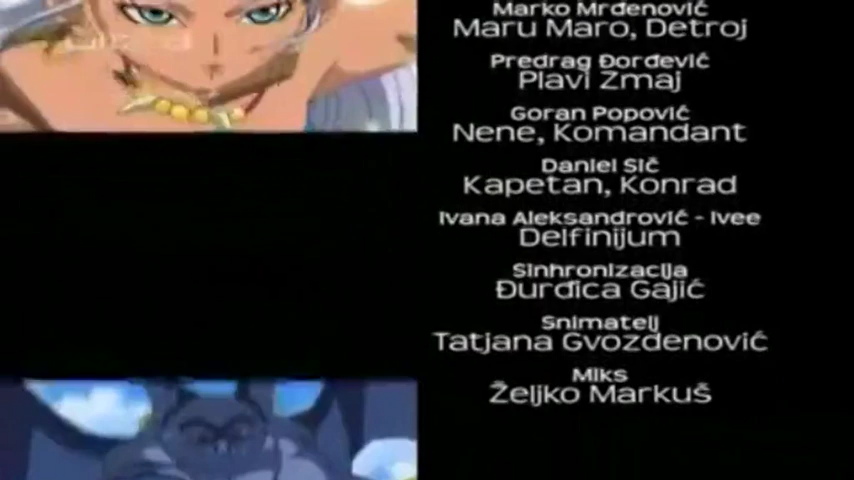 Marko Mrđenović
Maru Maro, Detroj
Predrag Đorđević
Plavi Zmaj
Goran Popović
Nene, Komandant
Daniel Sič
Kapetan, Konrad
Ivana Aleksandrović - Ivee
Delfinijum
Sinhronizacija
Đurđica Gajić
Snimatelj
Tatjana Gvozdenović
Miks
Željko Markuš